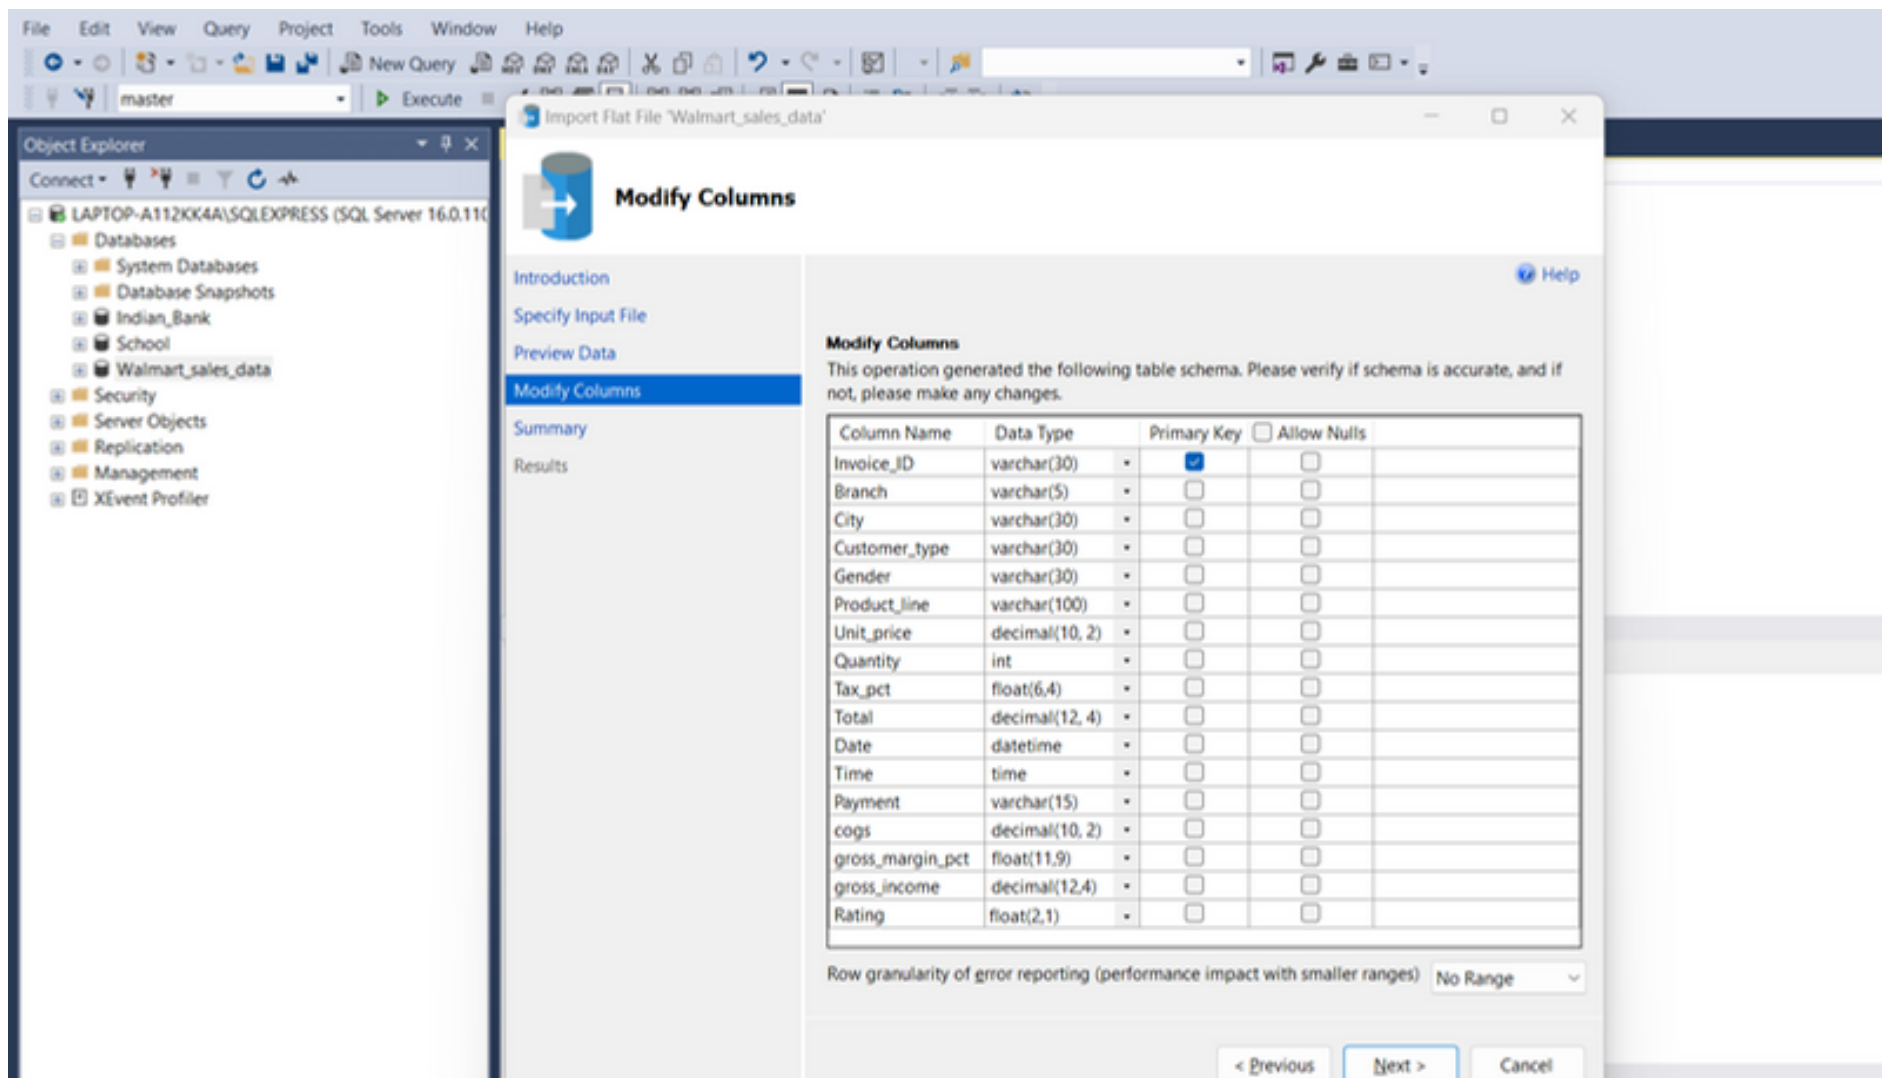 File Edit View Query Project Tools Window Help
New Query
master Execute
Import Flat File 'Walmart_sales_data'
Object Explorer
Connect
LAPTOP-A112KK4A\SQLEXPRESS (SQL Server 16.0.110
Databases
System Databases
Database Snapshots
Indian_Bank
School
Walmart_sales_data
Security
Server Objects
Replication
Management
XEvent Profiler
Modify Columns
Introduction
Specify Input File
Preview Data
Modify Columns
Summary
Results
Help
Modify Columns
This operation generated the following table schema. Please verify if schema is accurate, and if
not, please make any changes.
Column Name Data Type Primary Key Allow Nulls
Invoice_ID varchar(30)
Branch varchar(5)
City varchar(30)
Customer_type varchar(30)
Gender varchar(30)
Product_line varchar(100)
Unit_price decimal(10, 2)
Quantity int
Tax_pct float(6,4)
Total decimal(12, 4)
Date datetime
Time time
Payment varchar(15)
cogs decimal(10, 2)
gross_margin_pct float(11,9)
gross_income decimal(12,4)
Rating float(2,1)
Row granularity of error reporting (performance impact with smaller ranges) No Range
< Previous Next > Cancel